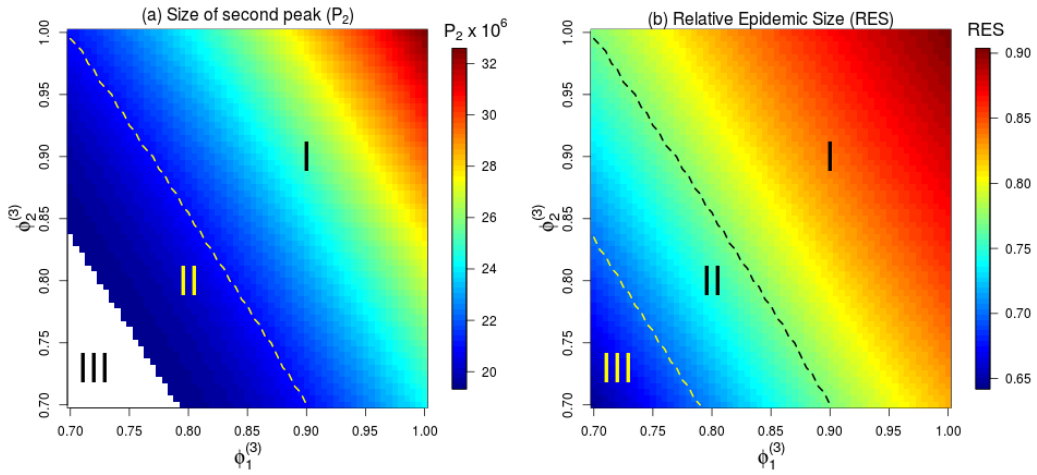 (a) Size of second peak (P₂)
P₂ x 10⁶
1.00
0.95
0.90
0.85
0.80
0.75
0.70
ϕ₂⁽³⁾
I
II
III
0.70 0.75 0.80 0.85 0.90 0.95 1.00
ϕ₁⁽³⁾
32
30
28
26
24
22
20
(b) Relative Epidemic Size (RES)
RES
1.00
0.95
0.90
0.85
0.80
0.75
0.70
ϕ₂⁽³⁾
I
II
III
0.70 0.75 0.80 0.85 0.90 0.95 1.00
ϕ₁⁽³⁾
0.90
0.85
0.80
0.75
0.70
0.65